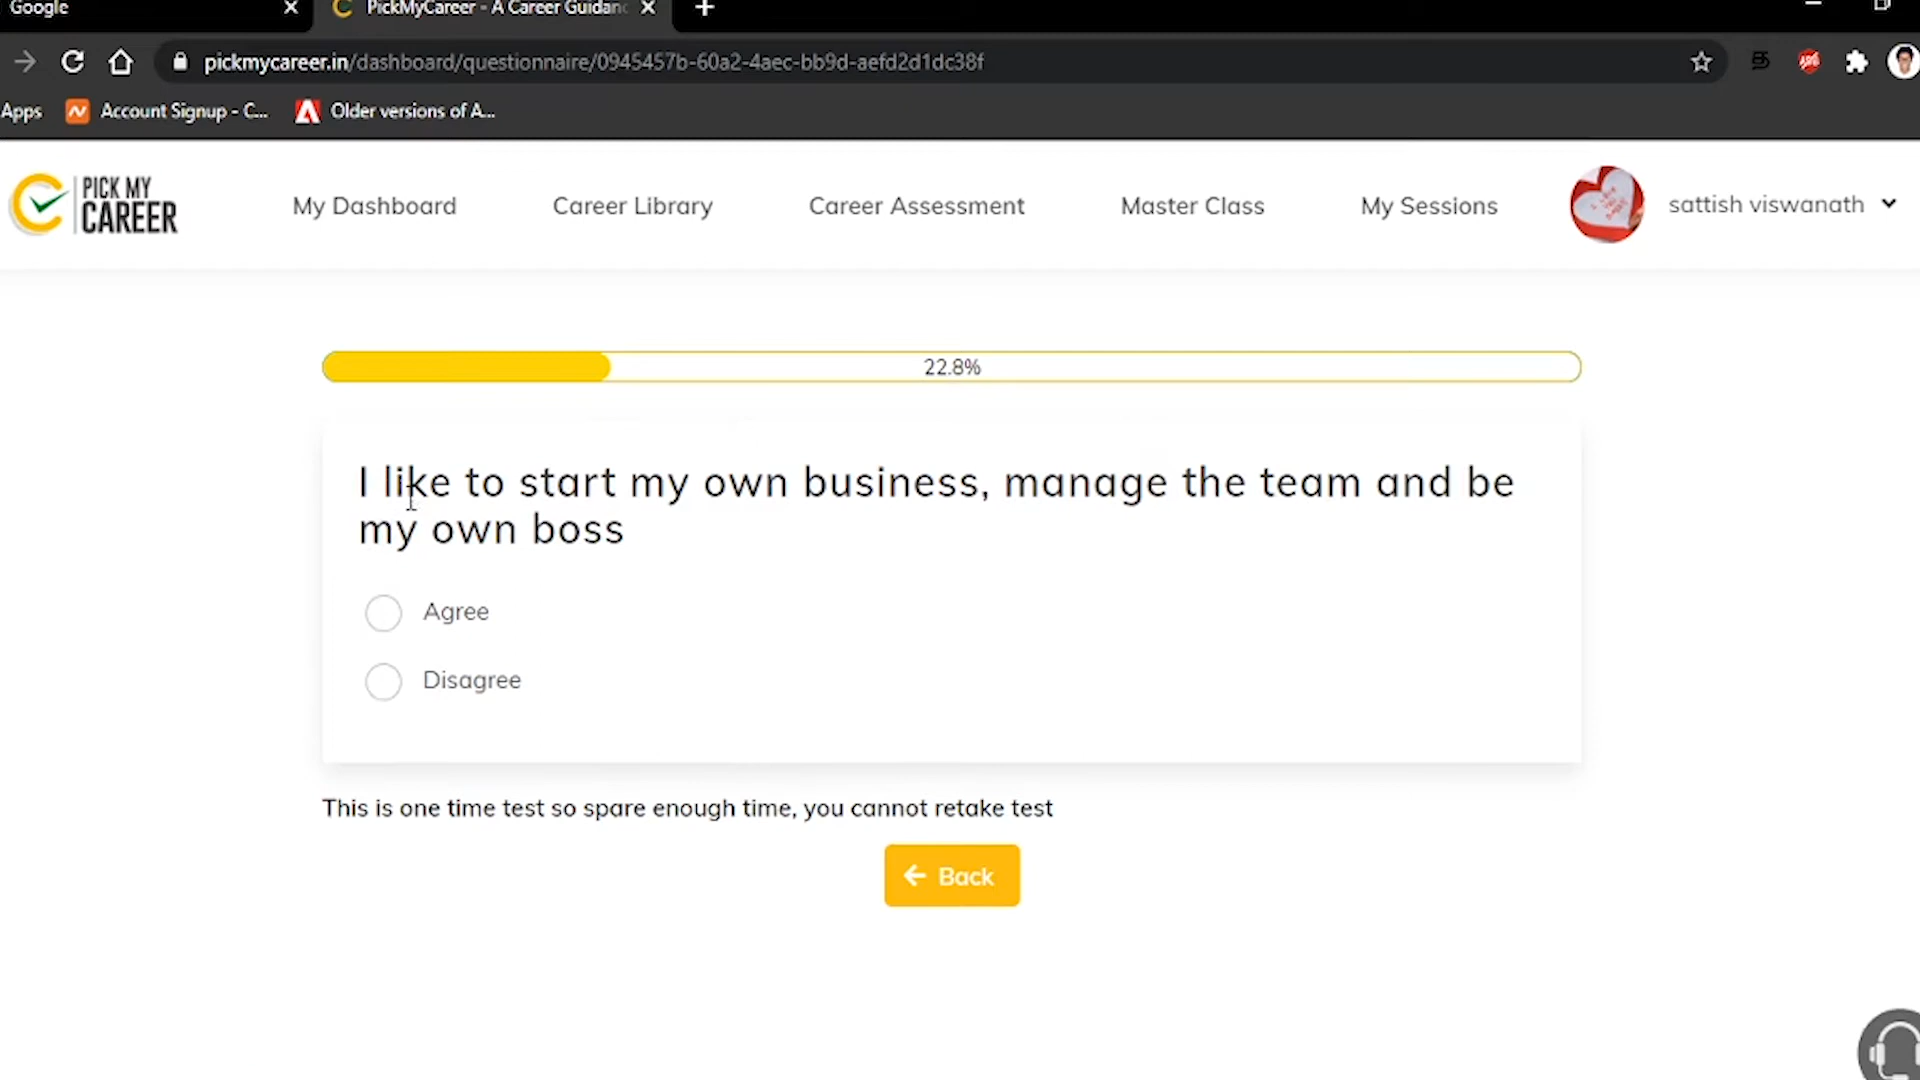 Google
PickMyCareer - A Career Guidanc
pickmycareer.in/dashboard/questionnaire/0945457b-60a2-4aec-bb9d-aefd2d1dc38f
Apps
Account Signup - C...
Older versions of A...
PICK MY
CAREER
My Dashboard
Career Library
Career Assessment
Master Class
My Sessions
sattish viswanath
22.8%
I like to start my own business, manage the team and be
my own boss
Agree
Disagree
This is one time test so spare enough time, you cannot retake test
Back